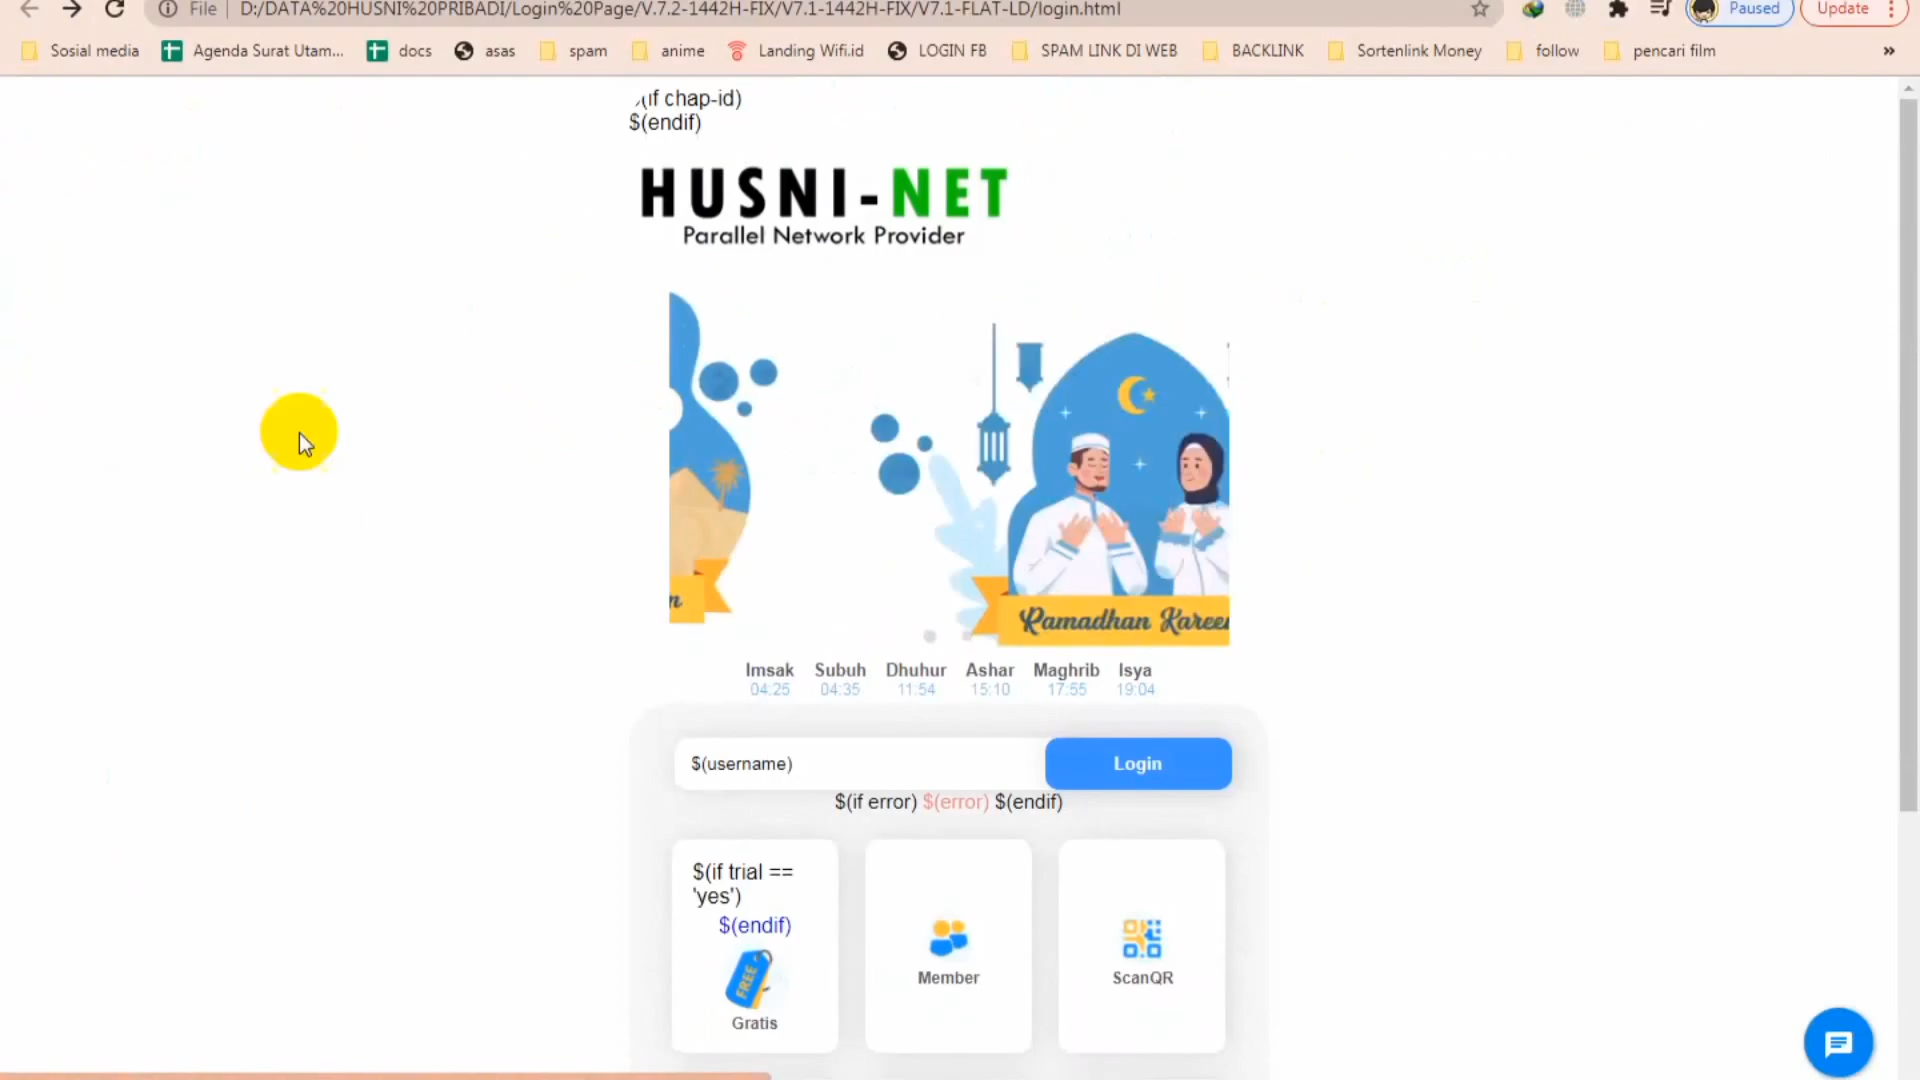 File
D:/DATA%20HUSNI%20PRIBADI/Login%20Page/V.7.2-1442H-FIX/V7.1-1442H-FIX/V7.1-FLAT-LD/login.html
Paused
Update
Sosial media
Agenda Surat Utam...
docs
asas
spam
anime
Landing Wifi.id
LOGIN FB
SPAM LINK DI WEB
BACKLINK
Sortenlink Money
follow
pencari film
»
(if chap-id)
$(endif)
HUSNI-NET
Parallel Network Provider
n
Ramadhan Karee
Imsak Subuh Dhuhur Ashar Maghrib Isya
04:25 04:35 11:54 15:10 17:55 19:04
$(username)
Login
$(if error) $(error) $(endif)
$(if trial ==
'yes')
$(endif)
FREE
Gratis
Member
ScanQR